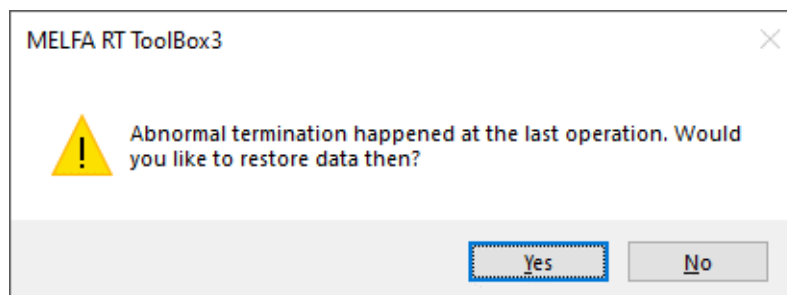 MELFA RT ToolBox3
Abnormal termination happened at the last operation. Would
you like to restore data then?
Yes
No